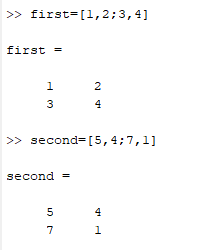 >> first=[1,2;3,4]
first =
1 2
3 4
>> second=[5,4;7,1]
second =
5 4
7 1